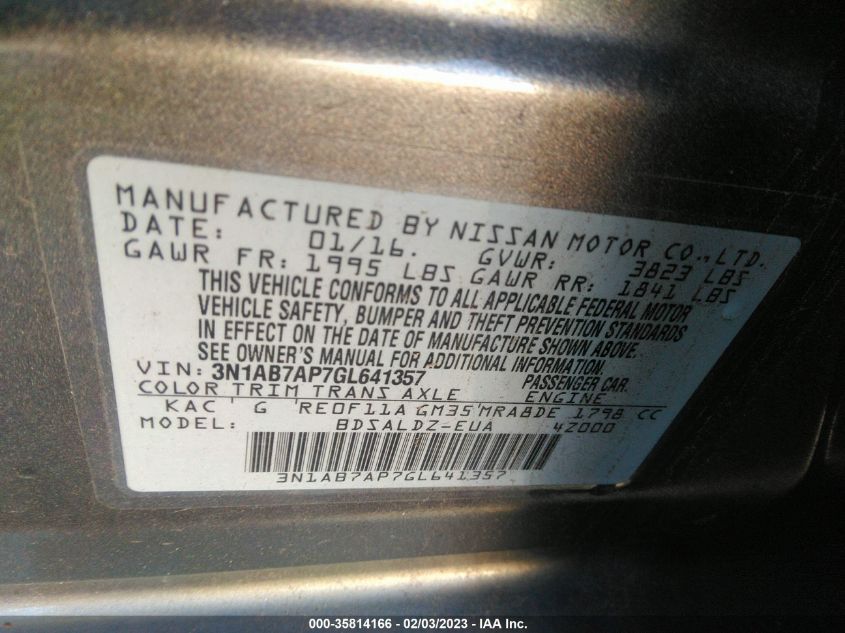 MANUFACTURED BY NISSAN MOTOR CO., LTD.
DATE: 01/16. GVWR: 3823 LBS
GAWR FR: 1995 LBS GAWR RR: 1841 LBS
THIS VEHICLE CONFORMS TO ALL APPLICABLE FEDERAL MOTOR
VEHICLE SAFETY, BUMPER AND THEFT PREVENTION STANDARDS
IN EFFECT ON THE DATE OF MANUFACTURE SHOWN ABOVE.
SEE OWNER'S MANUAL FOR ADDITIONAL INFORMATION.
VIN: 3N1AB7AP7GL641357 PASSENGER CAR.
COLOR TRIM TRANS AXLE ENGINE
KAC ' G 'RE0F11A GM35'MRA8DE 1798 CC
MODEL: BDSALDZ-EUA 4Z000
3N1AB7AP7GL641357
000-35814166 - 02/03/2023 - IAA Inc.